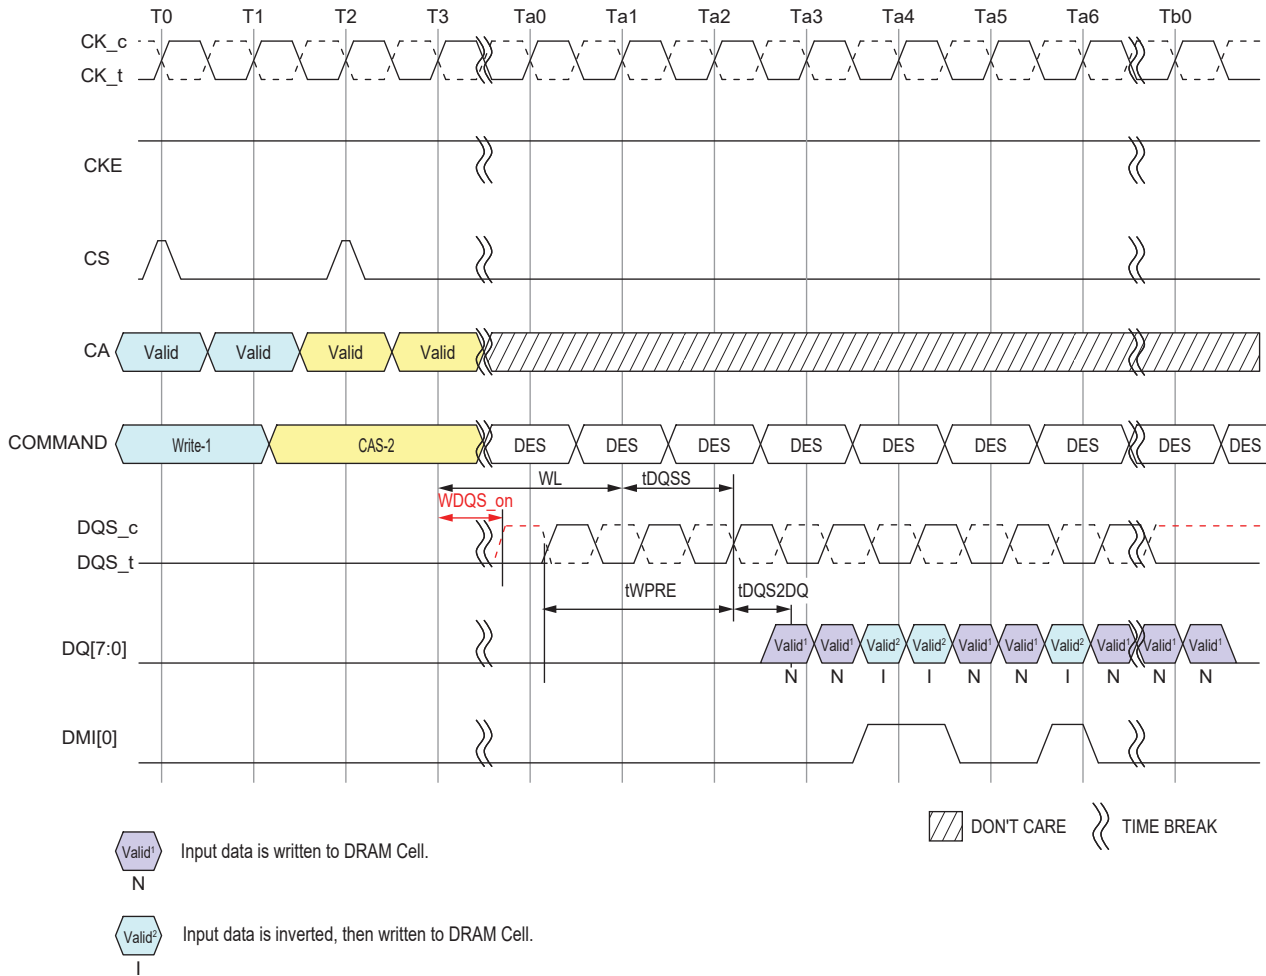 T0 T1 T2 T3 Ta0 Ta1 Ta2 Ta3 Ta4 Ta5 Ta6 Tb0
CK_c
CK_t
CKE
CS
CA Valid Valid Valid Valid
COMMAND Write-1 CAS-2 DES DES DES DES DES DES DES DES DES
WL tDQSS
WDQS_on
DQS_c
DQS_t
tWPRE tDQS2DQ
DQ[7:0] Valid¹ Valid¹ Valid² Valid² Valid¹ Valid¹ Valid² Valid¹ Valid¹ Valid¹
N N I I N N I N N N
DMI[0]
DON'T CARE TIME BREAK
Valid¹ Input data is written to DRAM Cell.
N
Valid² Input data is inverted, then written to DRAM Cell.
I